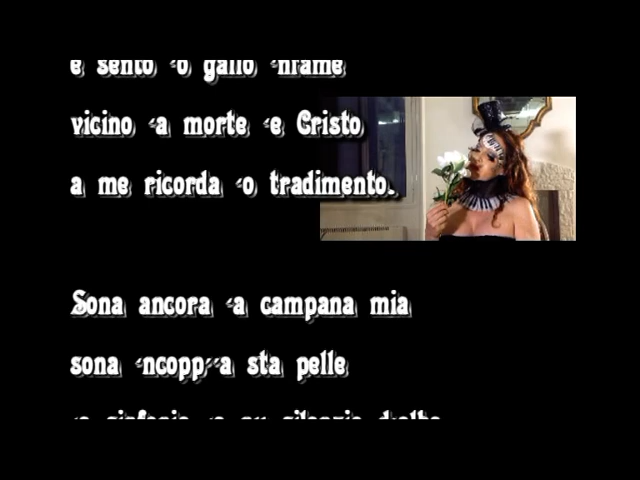 e sento 'o gallo 'nfame
vicino 'a morte 'e Cristo
a me ricorda 'o tradimento.
Sona ancora 'a campana mia
sona 'ncopp''a sta pelle